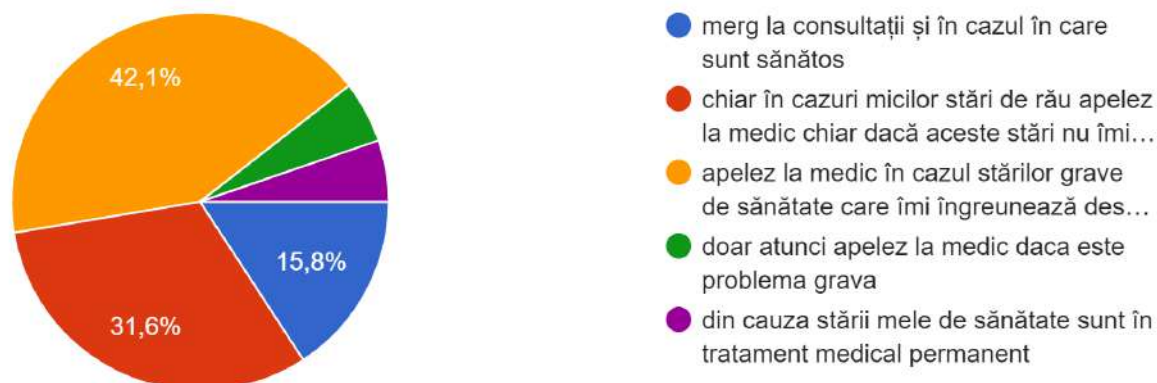 42,1%
15,8%
31,6%
merg la consultații și în cazul în care
sunt sănătos
chiar în cazuri micilor stări de rău apelez
la medic chiar dacă aceste stări nu îmi…
apelez la medic în cazul stărilor grave
de sănătate care îmi îngreunează des…
doar atunci apelez la medic daca este
problema grava
din cauza stării mele de sănătate sunt în
tratament medical permanent